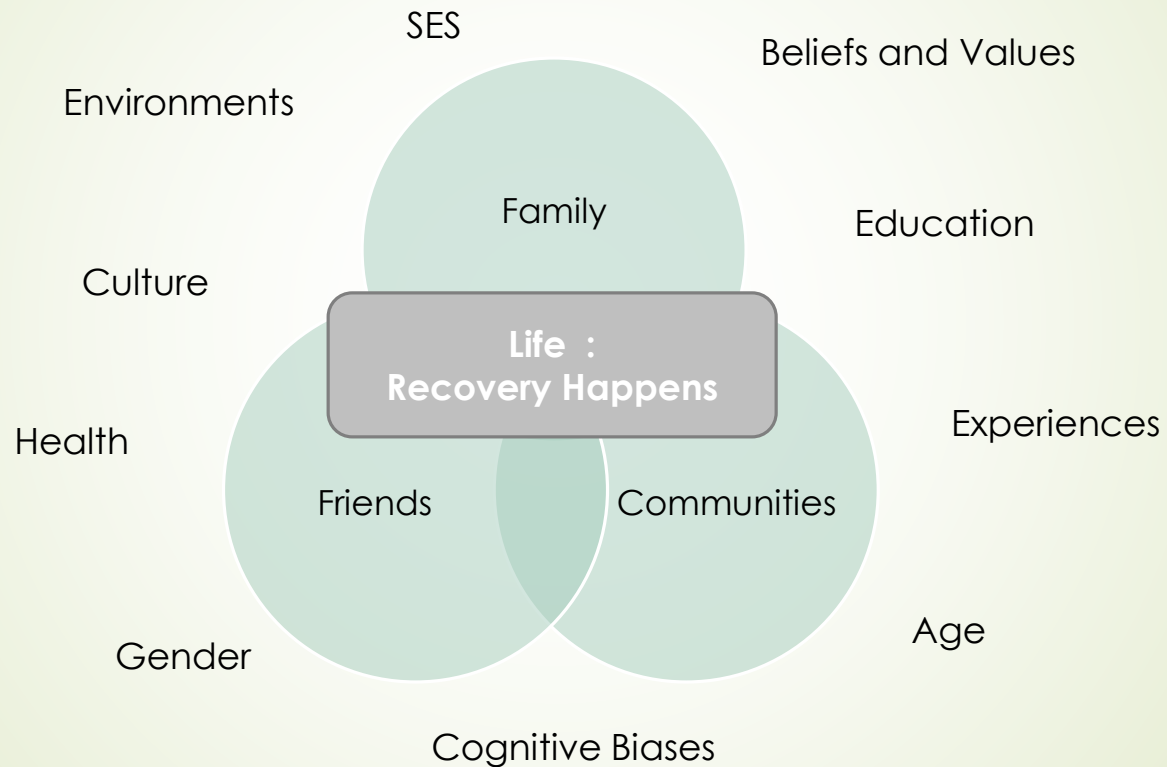 SES
Beliefs and Values
Environments
Family
Education
Culture
Life :
Recovery Happens
Experiences
Health
Friends
Communities
Age
Gender
Cognitive Biases